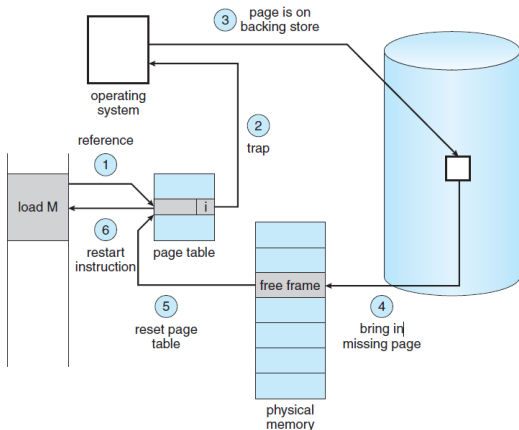 3
page is on
backing store
operating
system
reference
1
2
trap
load M
i
6
restart
instruction
page table
free frame
5
reset page
table
4
bring in
missing page
physical
memory